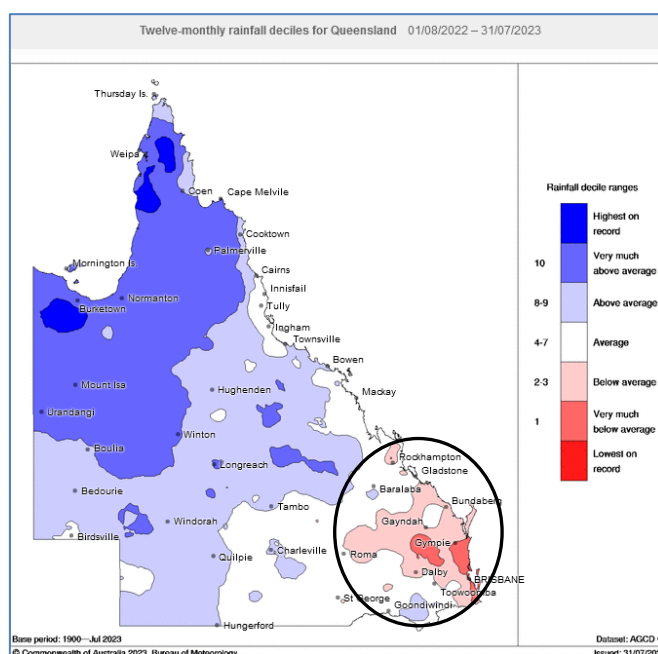 Twelve-monthly rainfall deciles for Queensland 01/08/2022 – 31/07/2023
Thursday Is.
Weipa
Coen
Cape Melville
Cooktown
Palmerville
Mornington Is.
Cairns
Innisfail
Normanton
Burketown
Tully
Ingham
Townsville
Bowen
Mount Isa
Hughenden
Mackay
Urandangi
Winton
Boulia
Longreach
Rockhampton
Gladstone
Bedourie
Baralaba
Tambo
Bundaberg
Windorah
Gayndah
Birdsville
Gympie
Charleville
Quilpie
Roma
Dalby
BRISBANE
Toowoomba
St George
Goondiwindi
Hungerford
Rainfall decile ranges
Highest on
record
10
Very much
above average
8-9
Above average
4-7
Average
2-3
Below average
1
Very much
below average
Lowest on
record
Base period: 1900—Jul 2023
Dataset: AGCD
© Commonwealth of Australia 2023, Bureau of Meteorology
Issued: 31/07/20